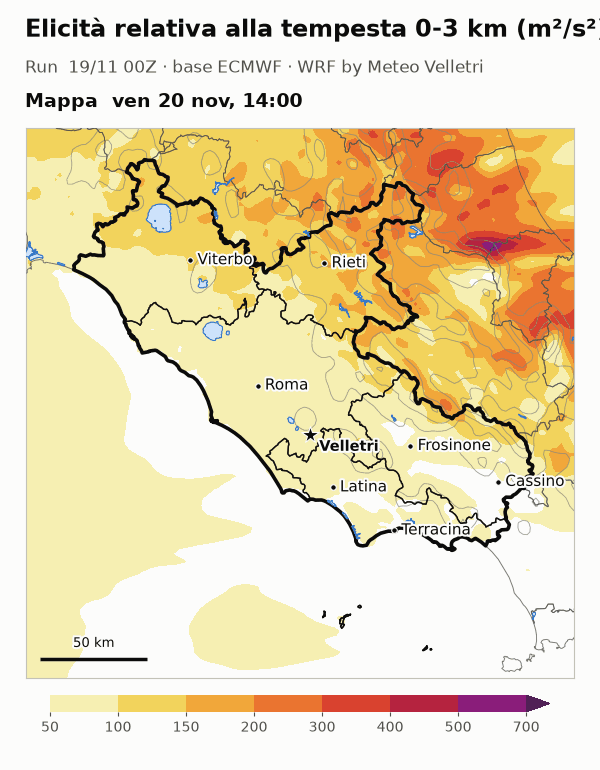 Elicità relativa alla tempesta 0-3 km (m²/s²)
Run 19/11 00Z · base ECMWF · WRF by Meteo Velletri
Mappa ven 20 nov, 14:00
Viterbo
Rieti
Roma
Velletri
Frosinone
Cassino
Latina
Terracina
50 km
50 100 150 200 300 400 500 700